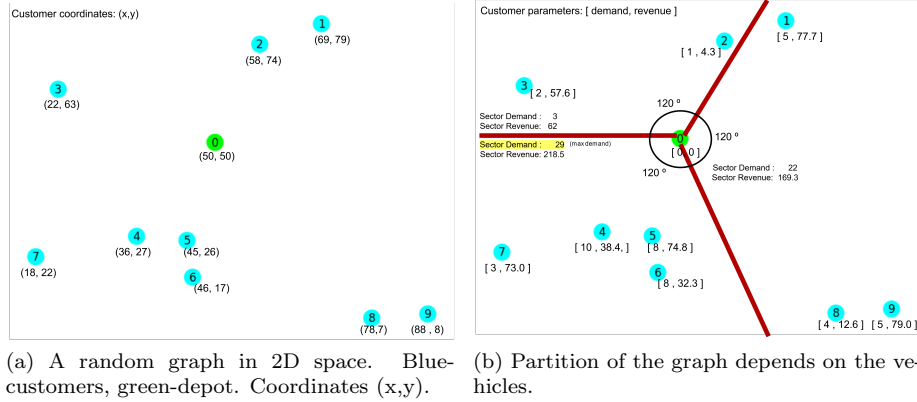 Customer coordinates: (x,y)
1
(69, 79)
2
(58, 74)
3
(22, 63)
0
(50, 50)
4
(36, 27)
5
(45, 26)
7
(18, 22)
6
(46, 17)
8
(78,7)
9
(88 , 8)
(a) A random graph in 2D space. Blue-
customers, green-depot. Coordinates (x,y).
Customer parameters: [ demand, revenue ]
1
[ 5 , 77.7 ]
2
[ 1 , 4.3 ]
3
[ 2 , 57.6 ]
120 º
Sector Demand : 3
Sector Revenue: 62
120 º
0
[ 0, 0 ]
Sector Demand : 29 (max demand)
Sector Revenue: 218.5
120 º
Sector Demand : 22
Sector Revenue: 169.3
4
[ 10 , 38.4, ]
5
[ 8 , 74.8 ]
7
[ 3 , 73.0 ]
6
[ 8 , 32.3 ]
8
[ 4 , 12.6 ]
9
[ 5 , 79.0 ]
(b) Partition of the graph depends on the ve-
hicles.